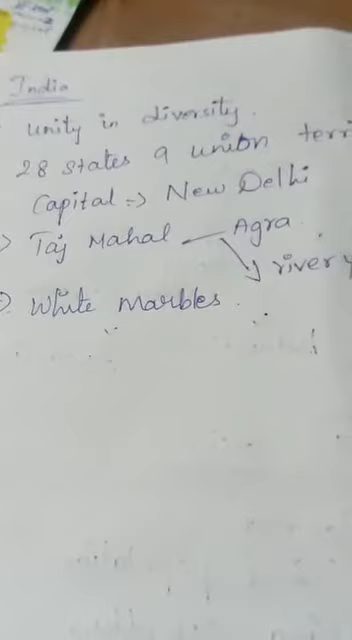 India
unity in diversity.
28 states 9 union terri
Capital => New Delhi
Taj Mahal — Agra
river y
White Marbles.